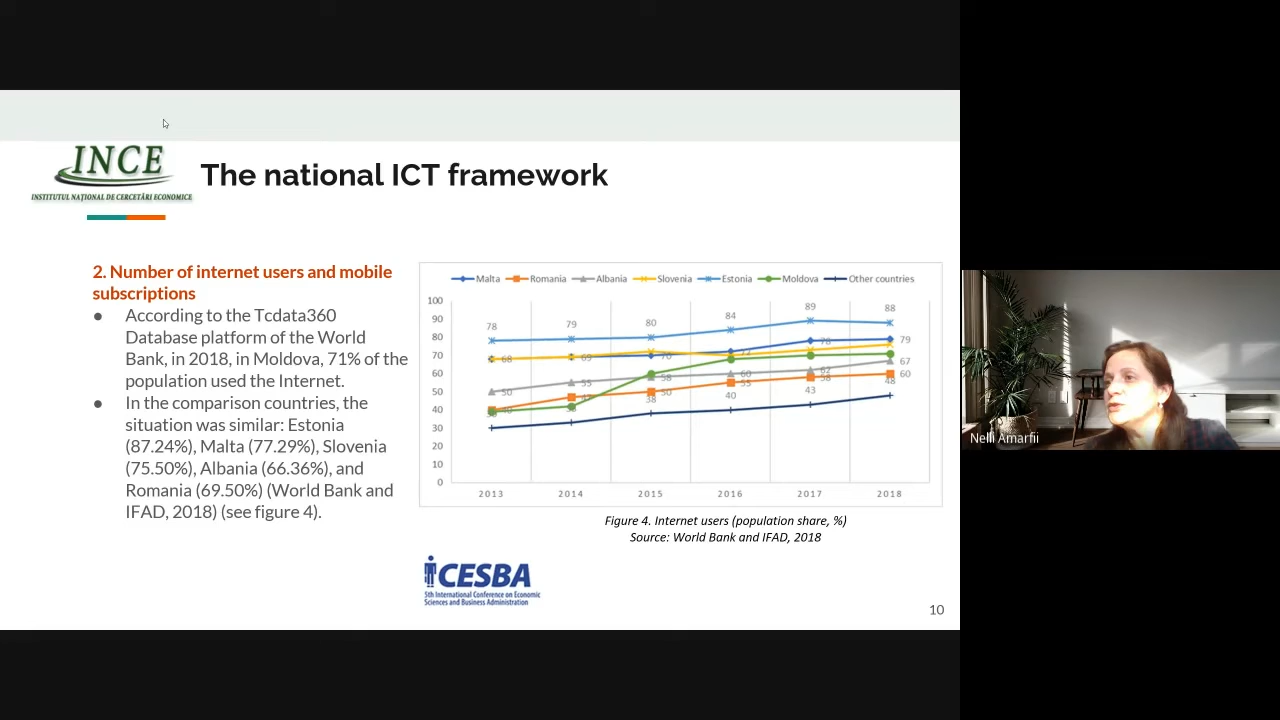 INCE
INSTITUTUL NAȚIONAL DE CERCETĂRI ECONOMICE
The national ICT framework
2. Number of internet users and mobile
subscriptions
● According to the Tcdata360
Database platform of the World
Bank, in 2018, in Moldova, 71% of the
population used the Internet.
● In the comparison countries, the
situation was similar: Estonia
(87.24%), Malta (77.29%), Slovenia
(75.50%), Albania (66.36%), and
Romania (69.50%) (World Bank and
IFAD, 2018) (see figure 4).
Malta Romania Albania Slovenia Estonia Moldova Other countries
100
90
80
70
60
50
40
30
20
10
0
78 79 80 84 89 88
68 69 70 72 78 79
50 55 58 60 62 67
50 55 58 60
38 40 43 48
2013 2014 2015 2016 2017 2018
Figure 4. Internet users (population share, %)
Source: World Bank and IFAD, 2018
iCESBA
5th International Conference on Economic
Sciences and Business Administration
10
Nelli Amarfii